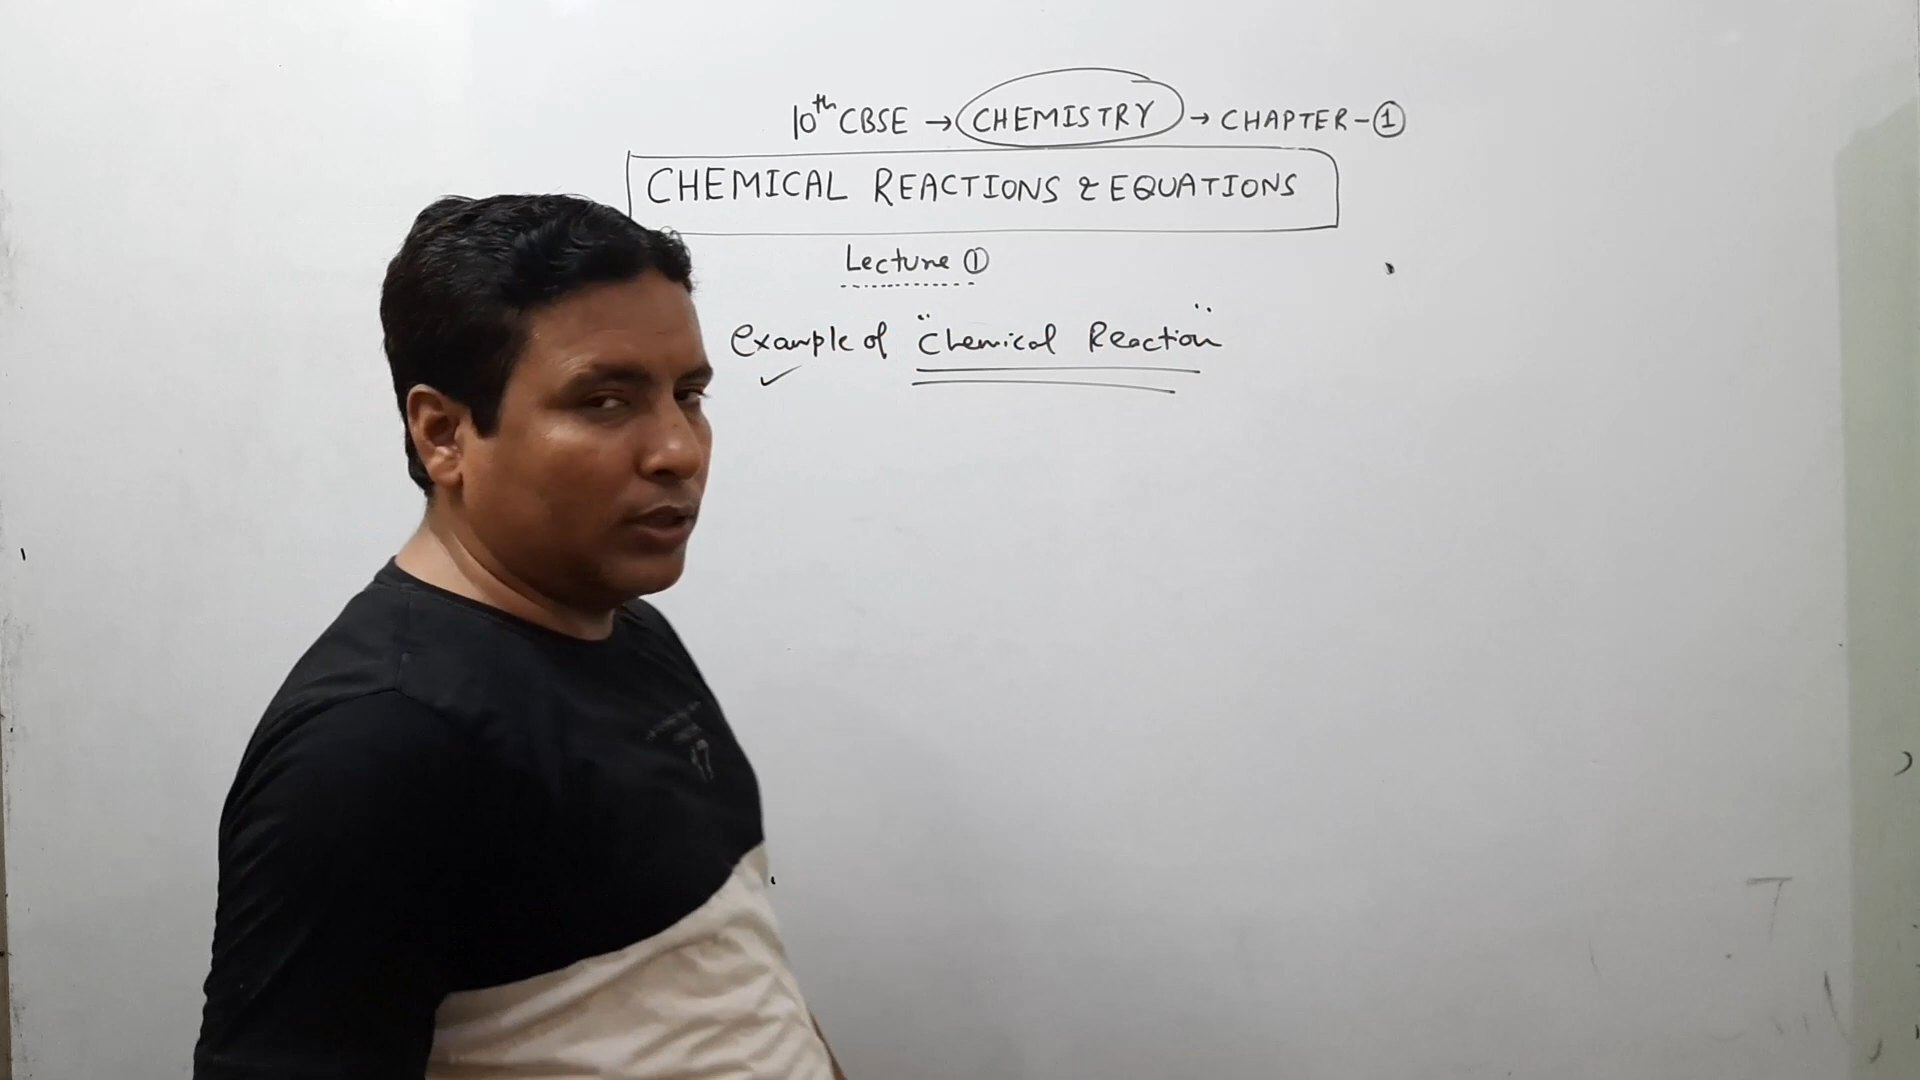 10th CBSE → CHEMISTRY → CHAPTER - 1
CHEMICAL REACTIONS & EQUATIONS
Lecture 1
Example of "Chemical Reaction"